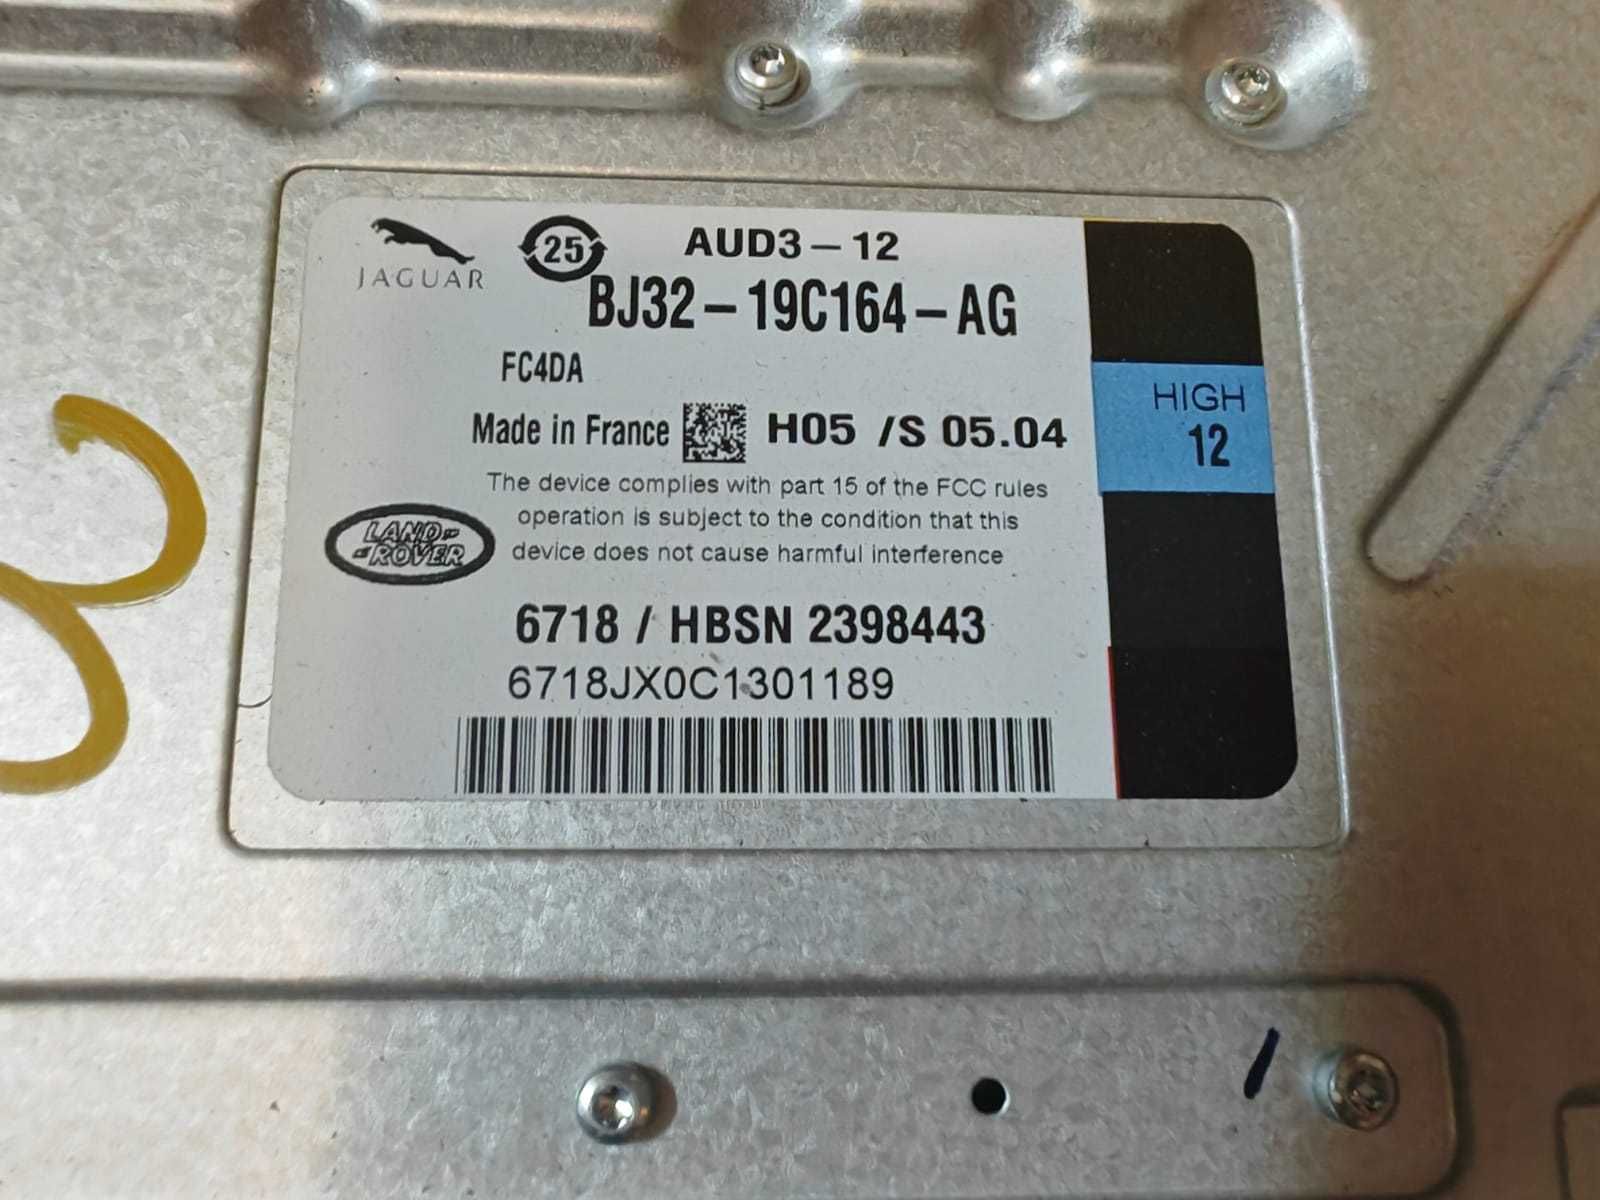 JAGUAR
25
AUD3-12
BJ32-19C164-AG
FC4DA
HIGH
12
Made in France
H05 /S 05.04
The device complies with part 15 of the FCC rules
operation is subject to the condition that this
device does not cause harmful interference
LAND-
-ROVER
6718 / HBSN 2398443
6718JX0C1301189